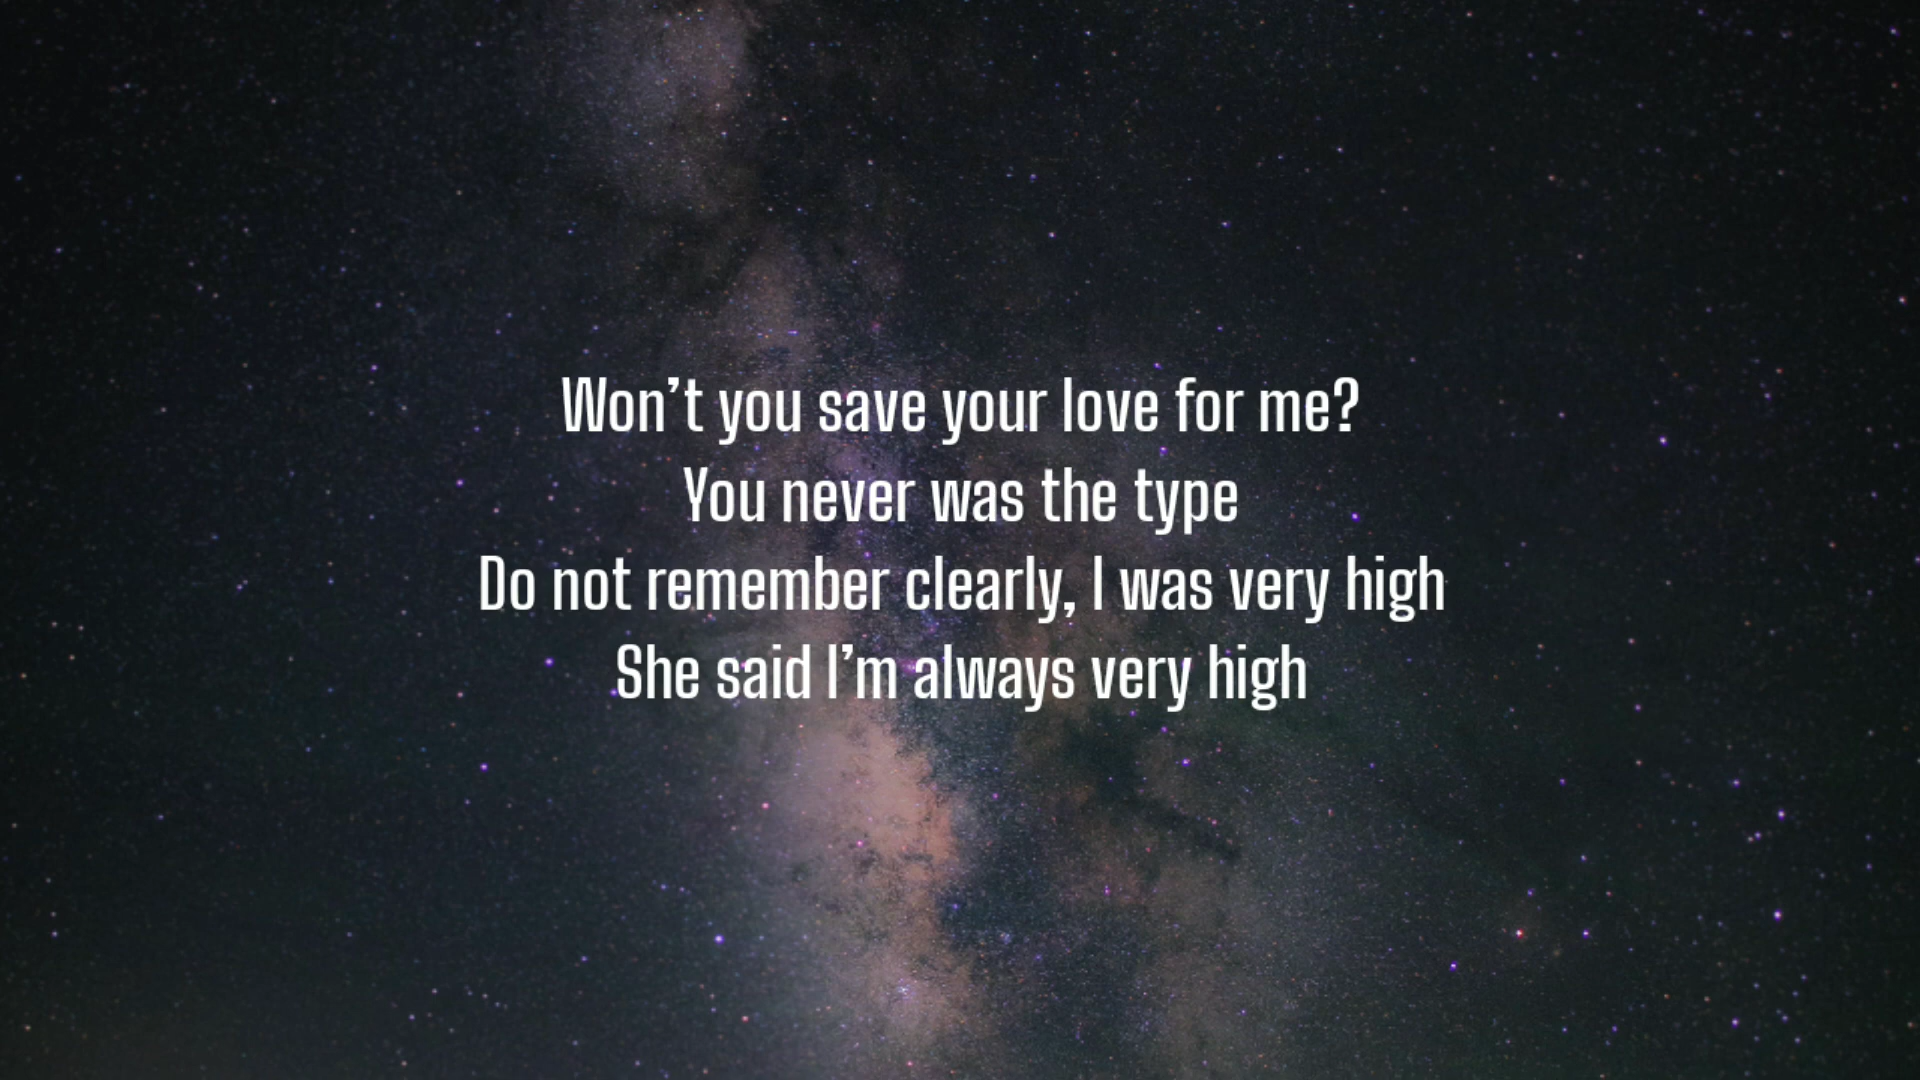 Won’t you save your love for me?
You never was the type
Do not remember clearly, I was very high
She said I’m always very high